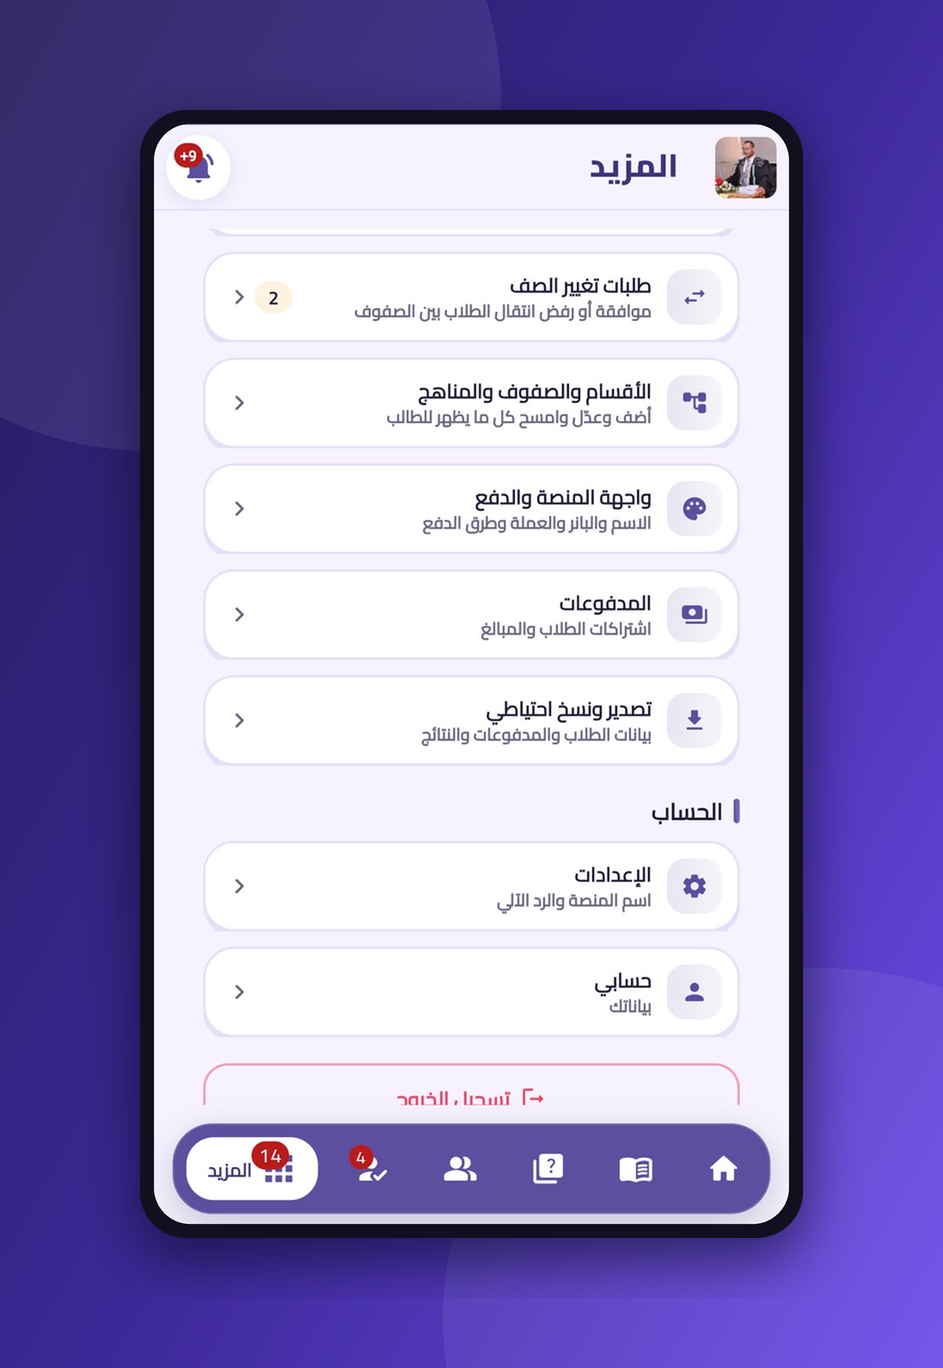 المزيد
+9
طلبات تغيير الصف
موافقة أو رفض انتقال الطلاب بين الصفوف
2
الأقسام والصفوف والمناهج
أضف وعدّل وامسح كل ما يظهر للطالب
واجهة المنصة والدفع
الاسم والبانر والعملة وطرق الدفع
المدفوعات
اشتراكات الطلاب والمبالغ
تصدير ونسخ احتياطي
بيانات الطلاب والمدفوعات والنتائج
الحساب
الإعدادات
اسم المنصة والرد الآلي
حسابي
بياناتك
تسجيل الخروج
4
14
المزيد